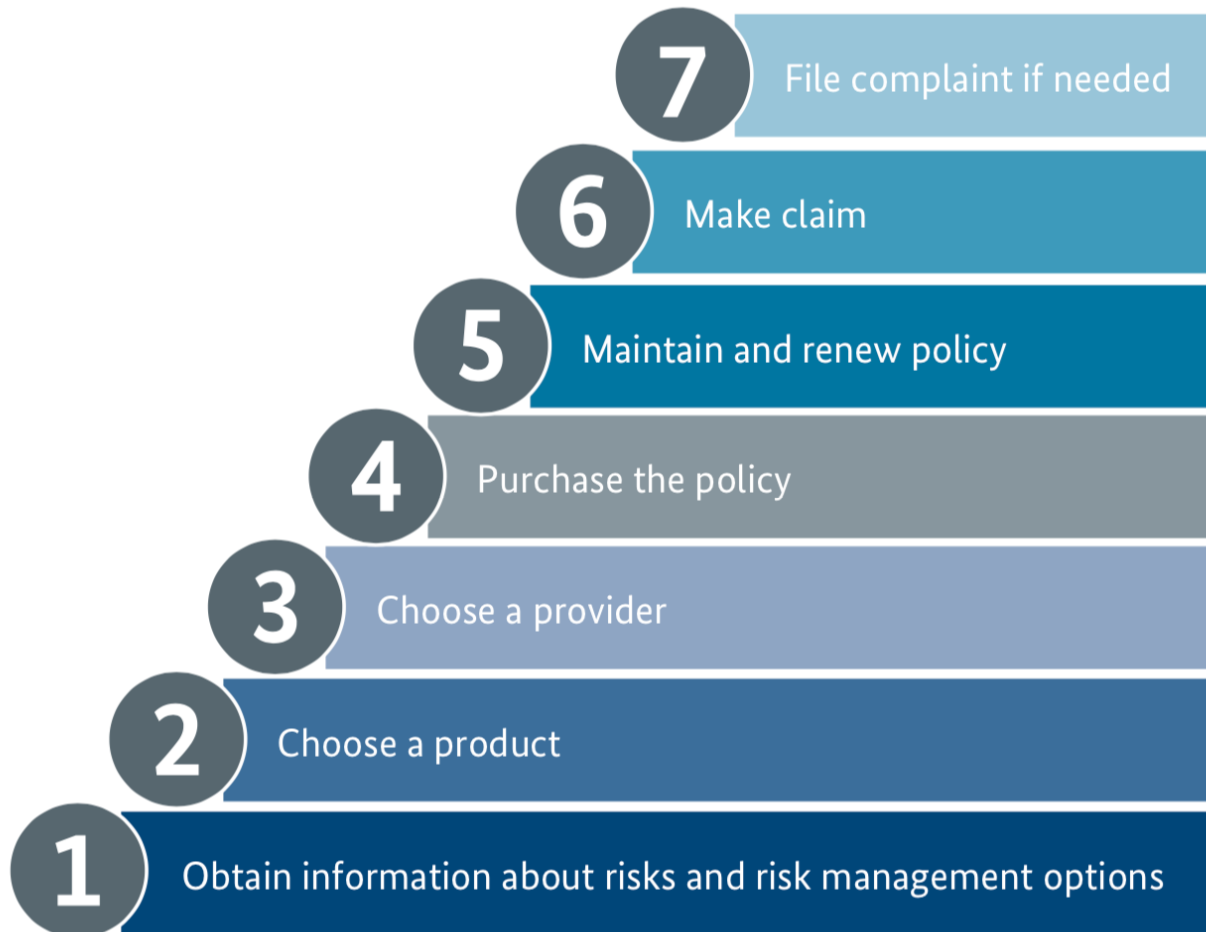 7 File complaint if needed
6 Make claim
5 Maintain and renew policy
4 Purchase the policy
3 Choose a provider
2 Choose a product
1 Obtain information about risks and risk management options